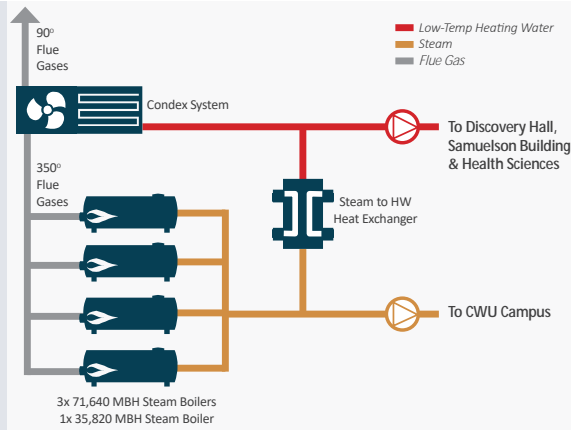 90°
Flue
Gases
Low-Temp Heating Water
Steam
Flue Gas
Condex System
To Discovery Hall,
Samuelson Building
& Health Sciences
350°
Flue
Gases
Steam to HW
Heat Exchanger
To CWU Campus
3x 71,640 MBH Steam Boilers
1x 35,820 MBH Steam Boiler